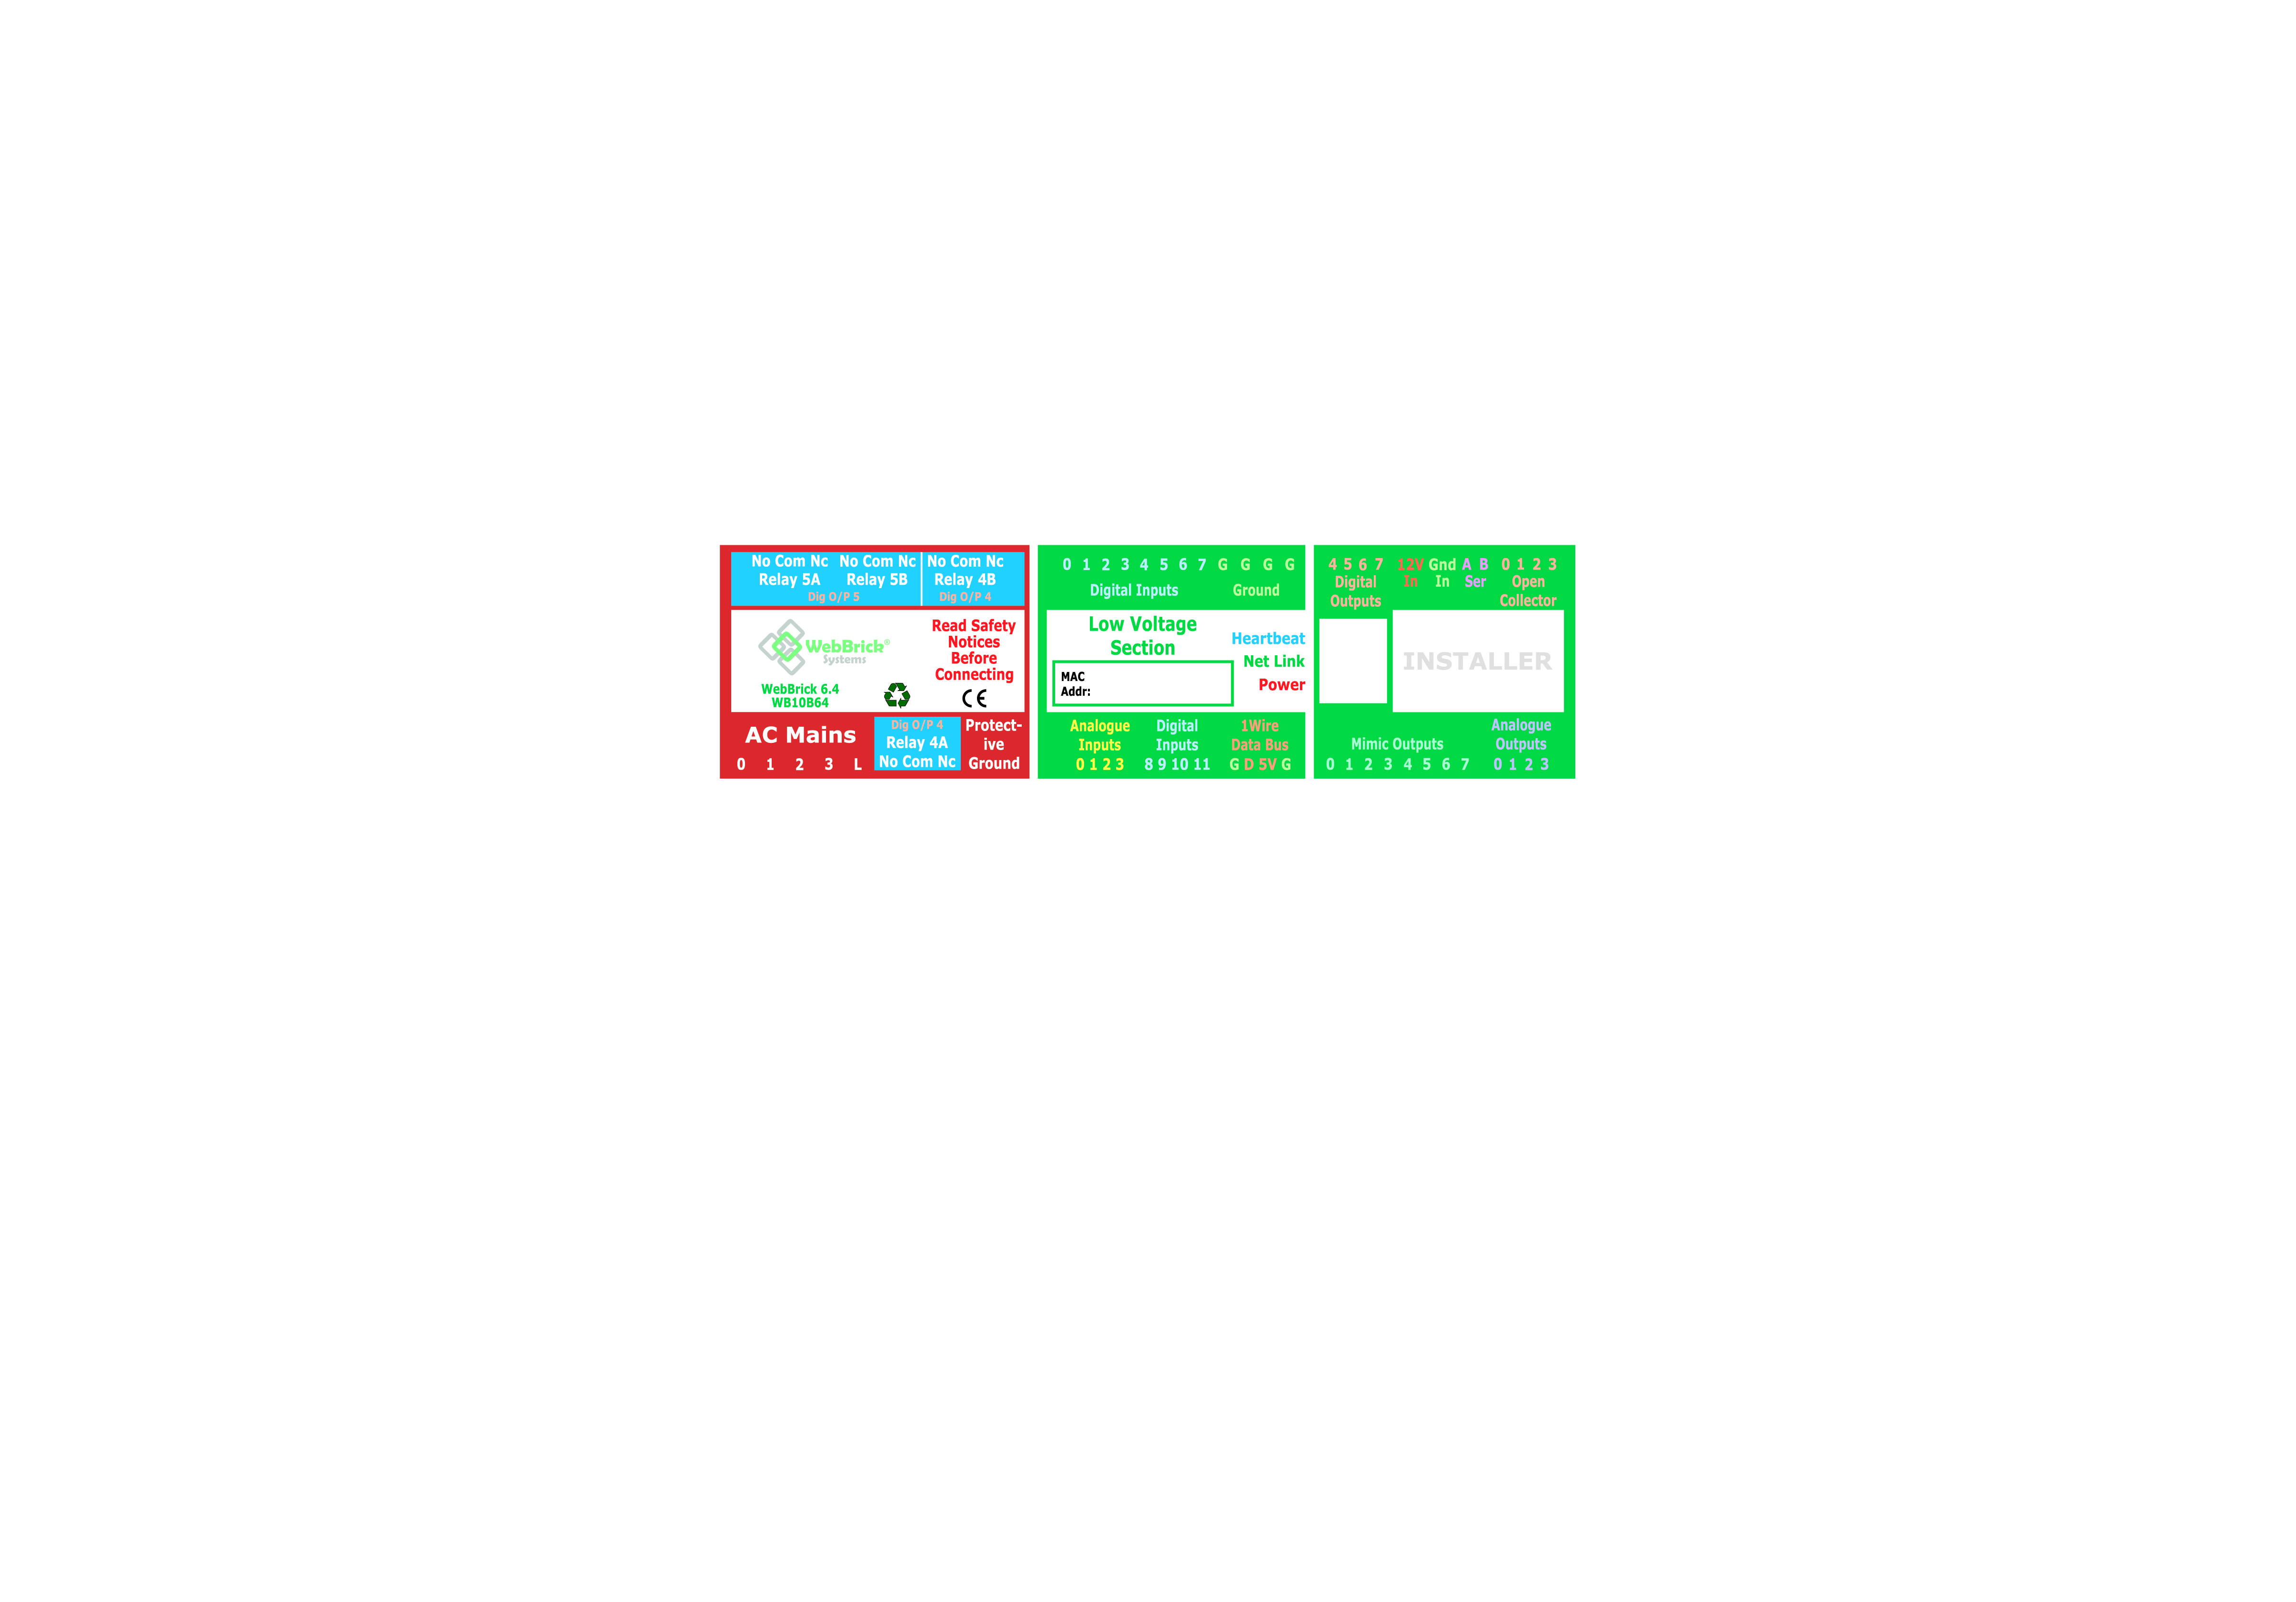 No Com Nc No Com Nc No Com Nc
Relay 5A Relay 5B Relay 4B
Dig O/P 5 Dig O/P 4
WebBrick®
Systems
WebBrick 6.4
WB10B64
Read Safety
Notices
Before
Connecting
CE
AC Mains
0 1 2 3 L
Dig O/P 4
Relay 4A
No Com Nc
Protect-
ive
Ground
0 1 2 3 4 5 6 7 G G G G
Digital Inputs Ground
Low Voltage
Section
MAC
Addr:
Heartbeat
Net Link
Power
Analogue
Inputs
0 1 2 3
Digital
Inputs
8 9 10 11
1Wire
Data Bus
G D 5V G
4 5 6 7
Digital
Outputs
12V
In
Gnd
In
A B
Ser
0 1 2 3
Open
Collector
INSTALLER
Mimic Outputs
0 1 2 3 4 5 6 7
Analogue
Outputs
0 1 2 3